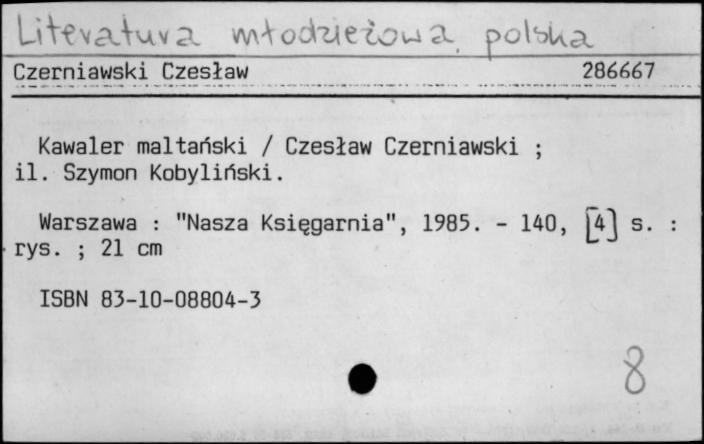 Literatura młodzieżowa polska
Czerniawski Czesław 286667
Kawaler maltański / Czesław Czerniawski ;
il. Szymon Kobyliński.
Warszawa : "Nasza Księgarnia", 1985. - 140, [4] s. :
rys. ; 21 cm
ISBN 83-10-08804-3
8